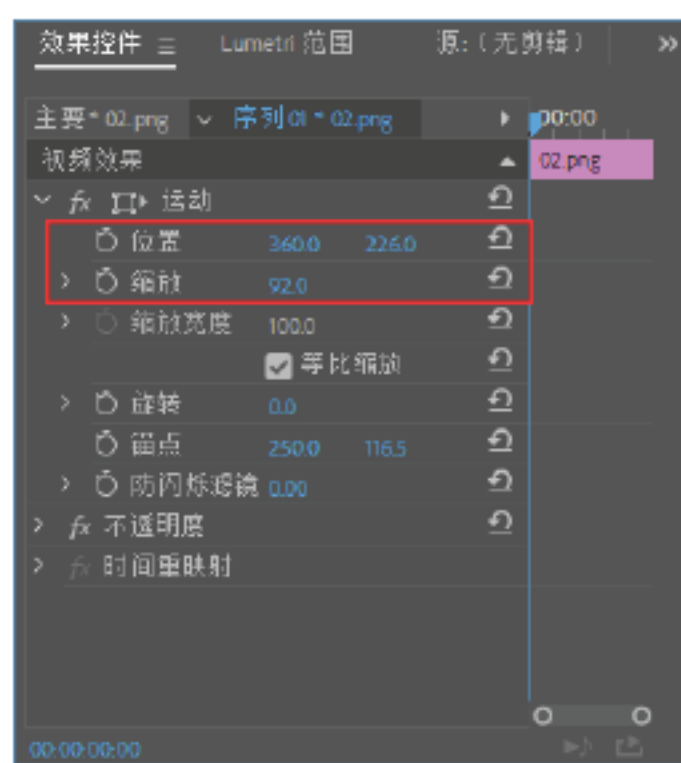 效果控件 Lumetri 范围 源:(无剪辑) »
主要 * 02.png 序列 01 * 02.png 00:00
视频效果 02.png
fx 运动
位置 360.0 226.0
缩放 92.0
缩放宽度 100.0
等比缩放
旋转 0.0
锚点 250.0 116.5
防闪烁滤镜 0.00
fx 不透明度
fx 时间重映射
00:00:00:00